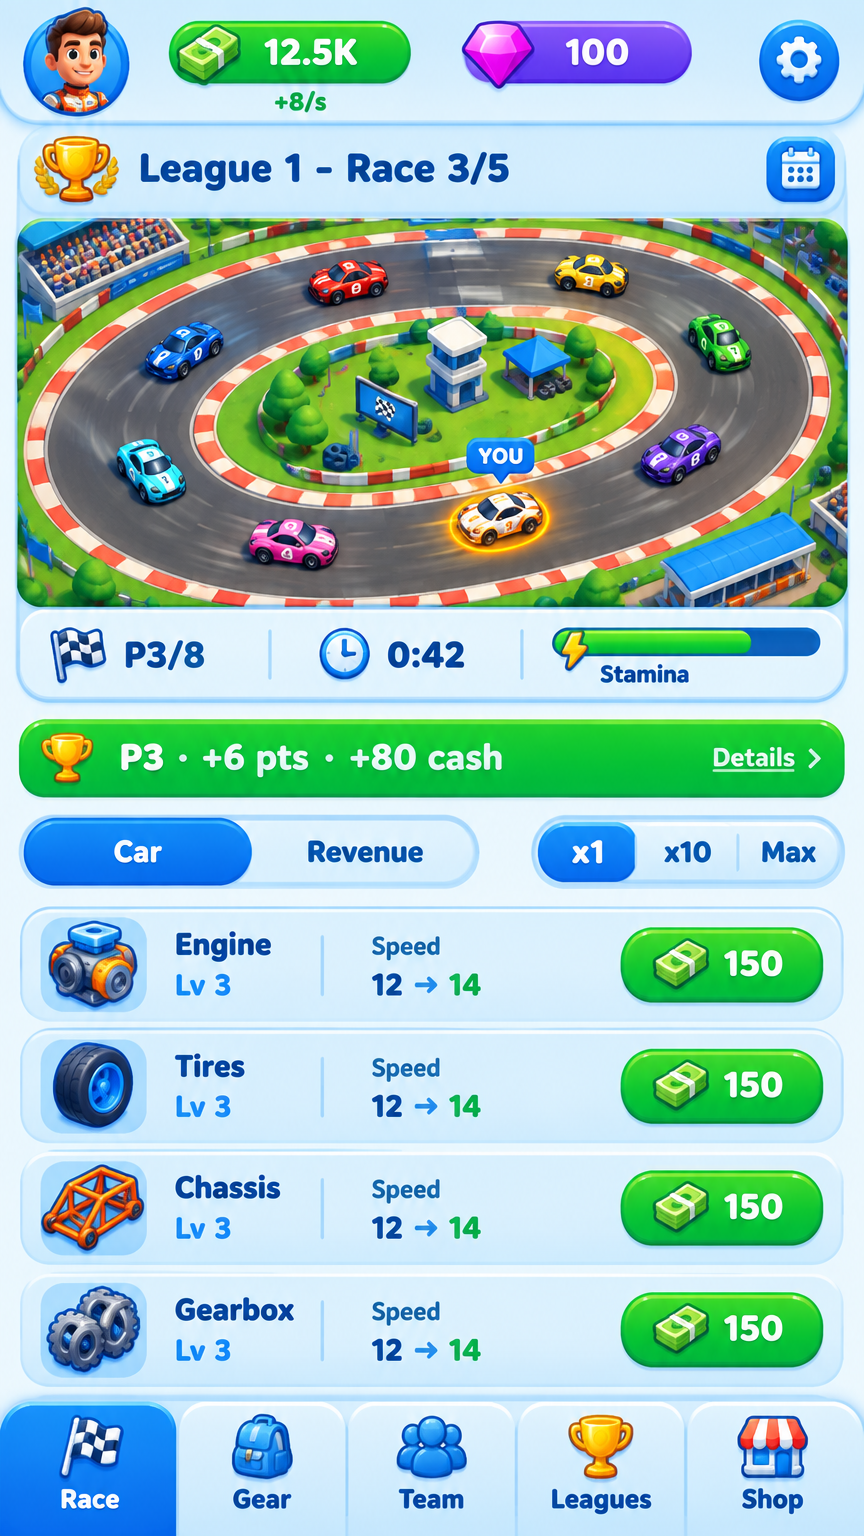 12.5K
100
+8/s
League 1 - Race 3/5
YOU
P3/8
0:42
Stamina
P3 · +6 pts · +80 cash
Details >
Car
Revenue
x1
x10
Max
Engine
Lv 3
Speed
12 → 14
150
Tires
Lv 3
Speed
12 → 14
150
Chassis
Lv 3
Speed
12 → 14
150
Gearbox
Lv 3
Speed
12 → 14
150
Race
Gear
Team
Leagues
Shop